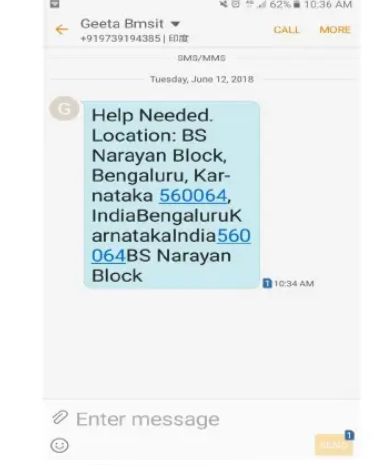 62% 10:36 AM
Geeta Bmsit
+919739194385 | 印度
CALL MORE
SMS/MMS
Tuesday, June 12, 2018
G
Help Needed.
Location: BS
Narayan Block,
Bengaluru, Kar-
nataka 560064,
IndiaBengaluruK
arnatakaIndia560
064BS Narayan
Block
1 10:34 AM
Enter message
1
SEND